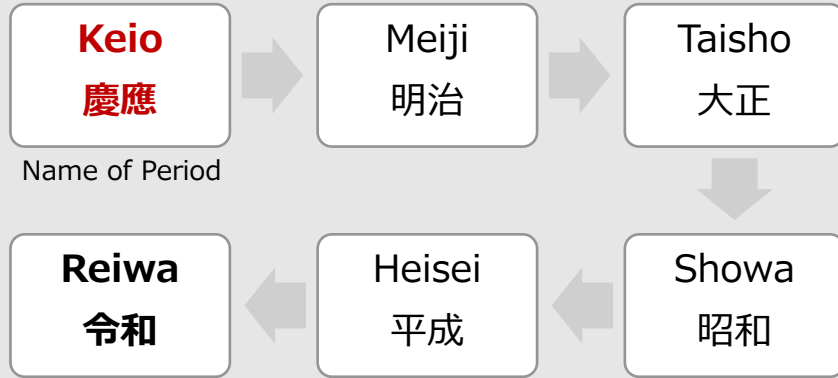 Keio
慶應
Name of Period
Meiji
明治
Taisho
大正
Showa
昭和
Heisei
平成
Reiwa
令和